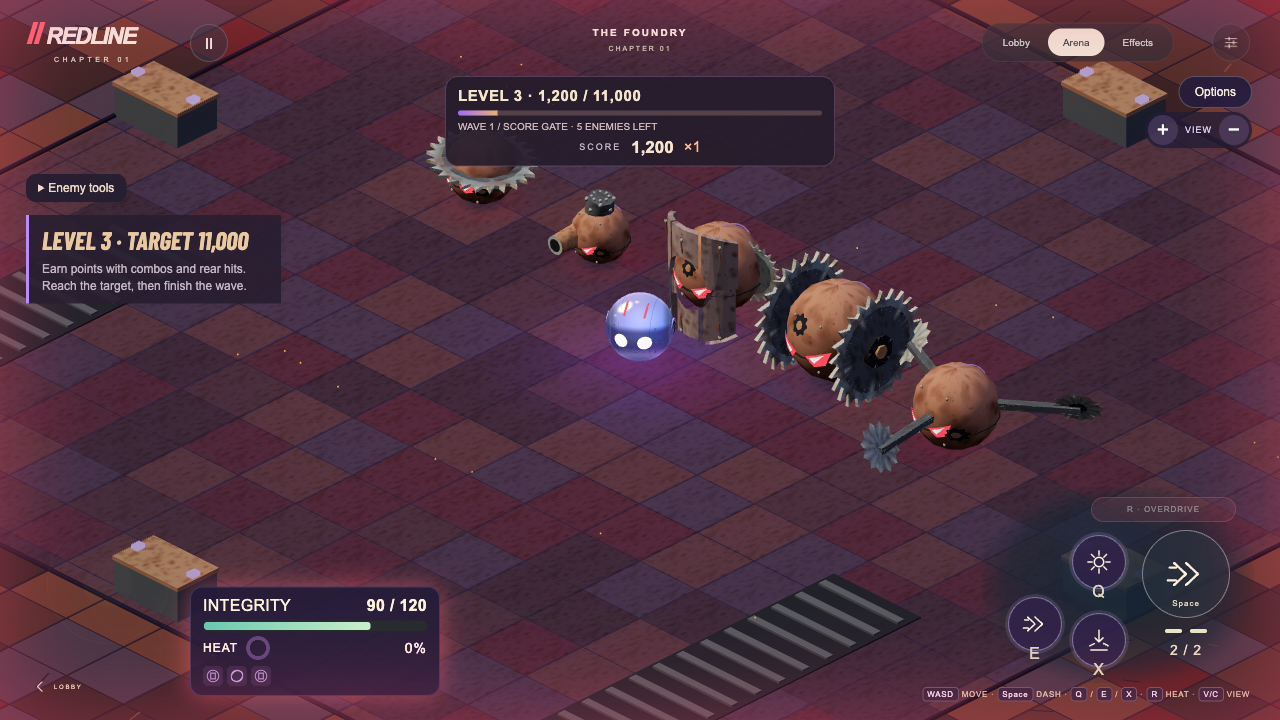 REDLINE
CHAPTER 01
THE FOUNDRY
CHAPTER 01
Lobby
Arena
Effects
Options
+ VIEW −
LEVEL 3 · 1,200 / 11,000
WAVE 1 / SCORE GATE · 5 ENEMIES LEFT
SCORE 1,200 ×1
Enemy tools
LEVEL 3 · TARGET 11,000
Earn points with combos and rear hits.
Reach the target, then finish the wave.
R · OVERDRIVE
Q
Space
E
X
2 / 2
INTEGRITY 90 / 120
HEAT 0%
LOBBY
WASD MOVE · Space DASH · Q / E / X · R HEAT · V/C VIEW